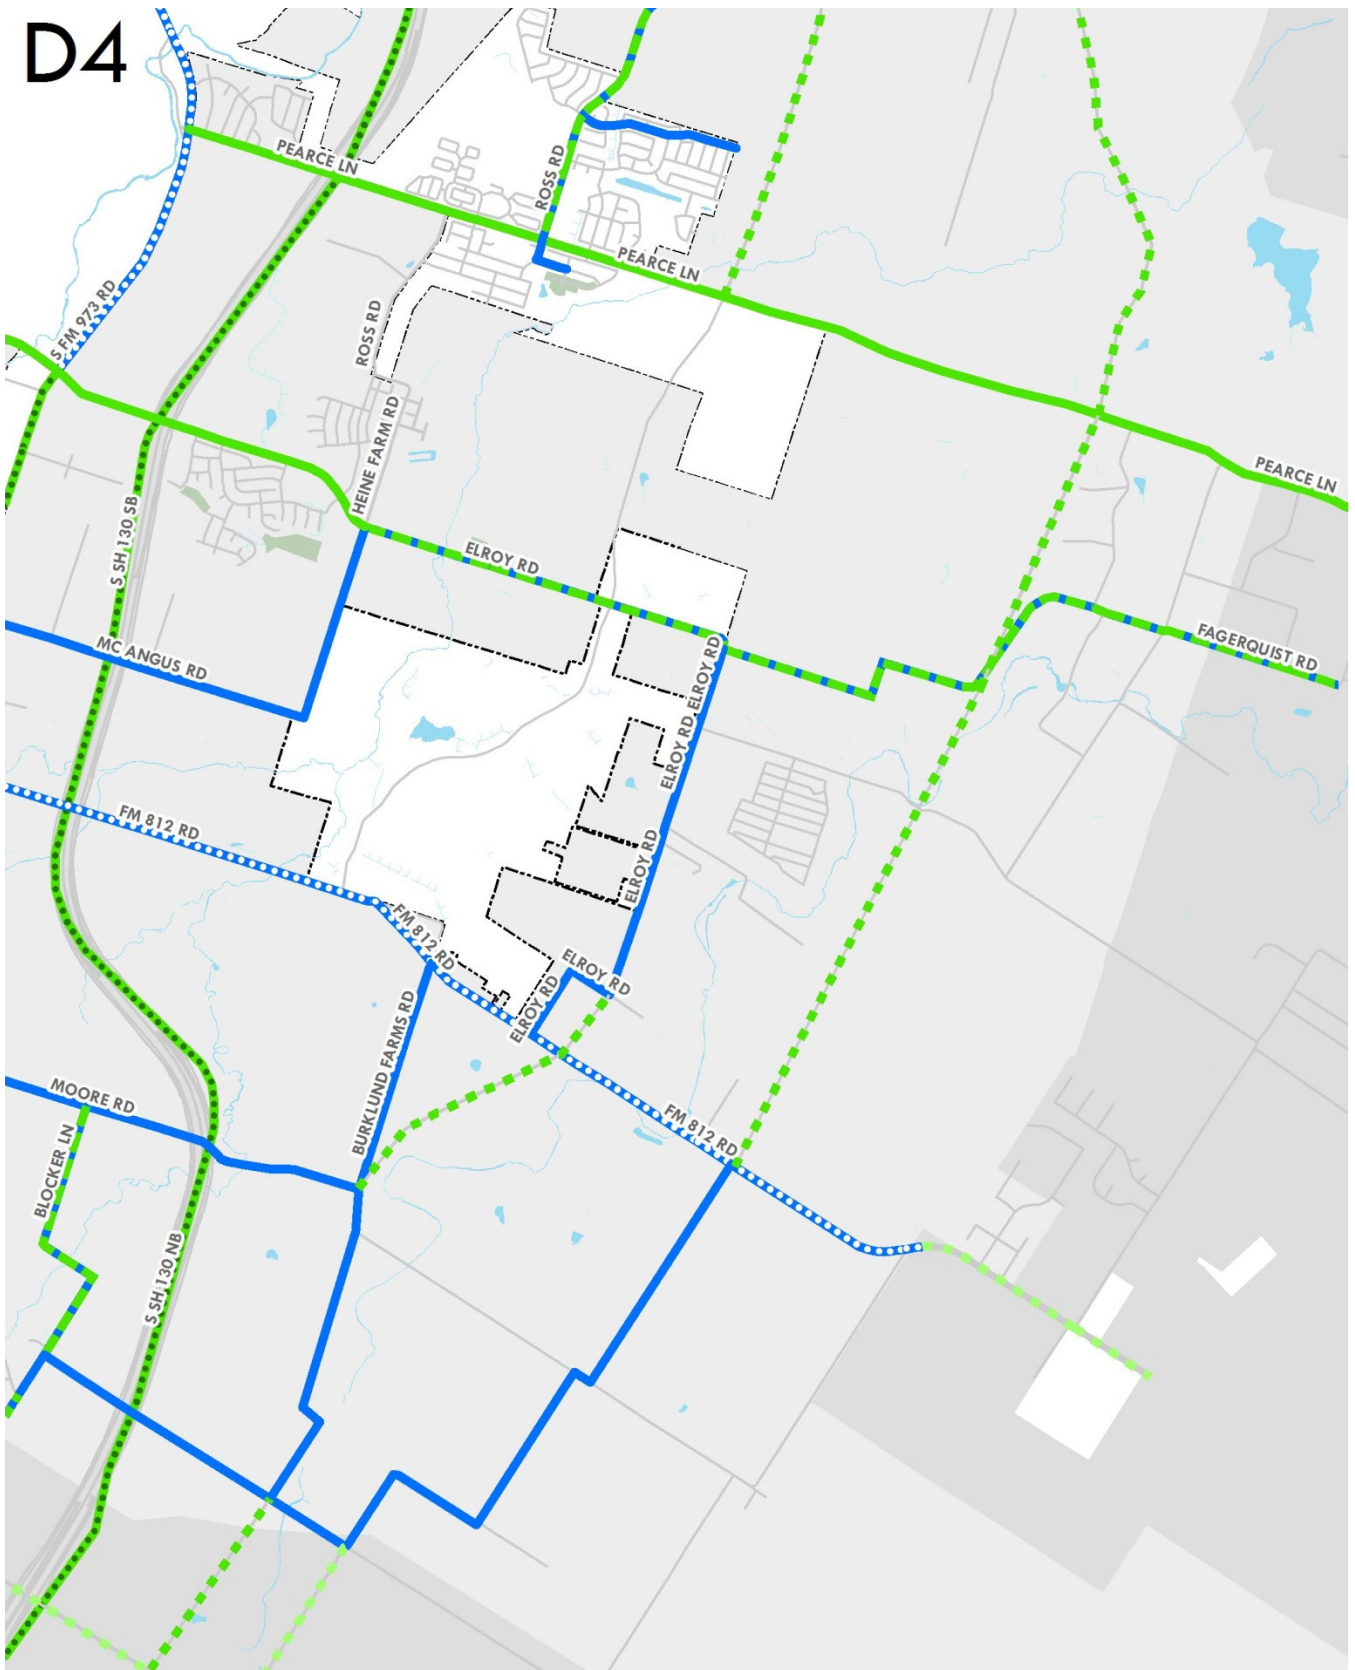 D4
PEARCE LN
ROSS RD
PEARCE LN
S FM 973 RD
ROSS RD
HEINE FARM RD
PEARCE LN
S SH 130 SB
ELROY RD
MC ANGUS RD
FAGERQUIST RD
ELROY RD
ELROY RD
FM 812 RD
ELROY RD
FM 812 RD
ELROY RD
ELROY RD
BURKLUND FARMS RD
MOORE RD
FM 812 RD
BLOCKER LN
S SH 130 NB